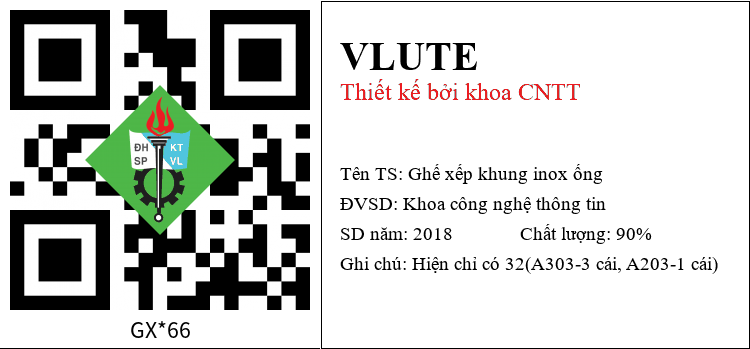 ĐH KT
SP VL
GX*66
VLUTE
Thiết kế bởi khoa CNTT
Tên TS: Ghế xếp khung inox ống
ĐVSD: Khoa công nghệ thông tin
SD năm: 2018 Chất lượng: 90%
Ghi chú: Hiện chỉ có 32(A303-3 cái, A203-1 cái)